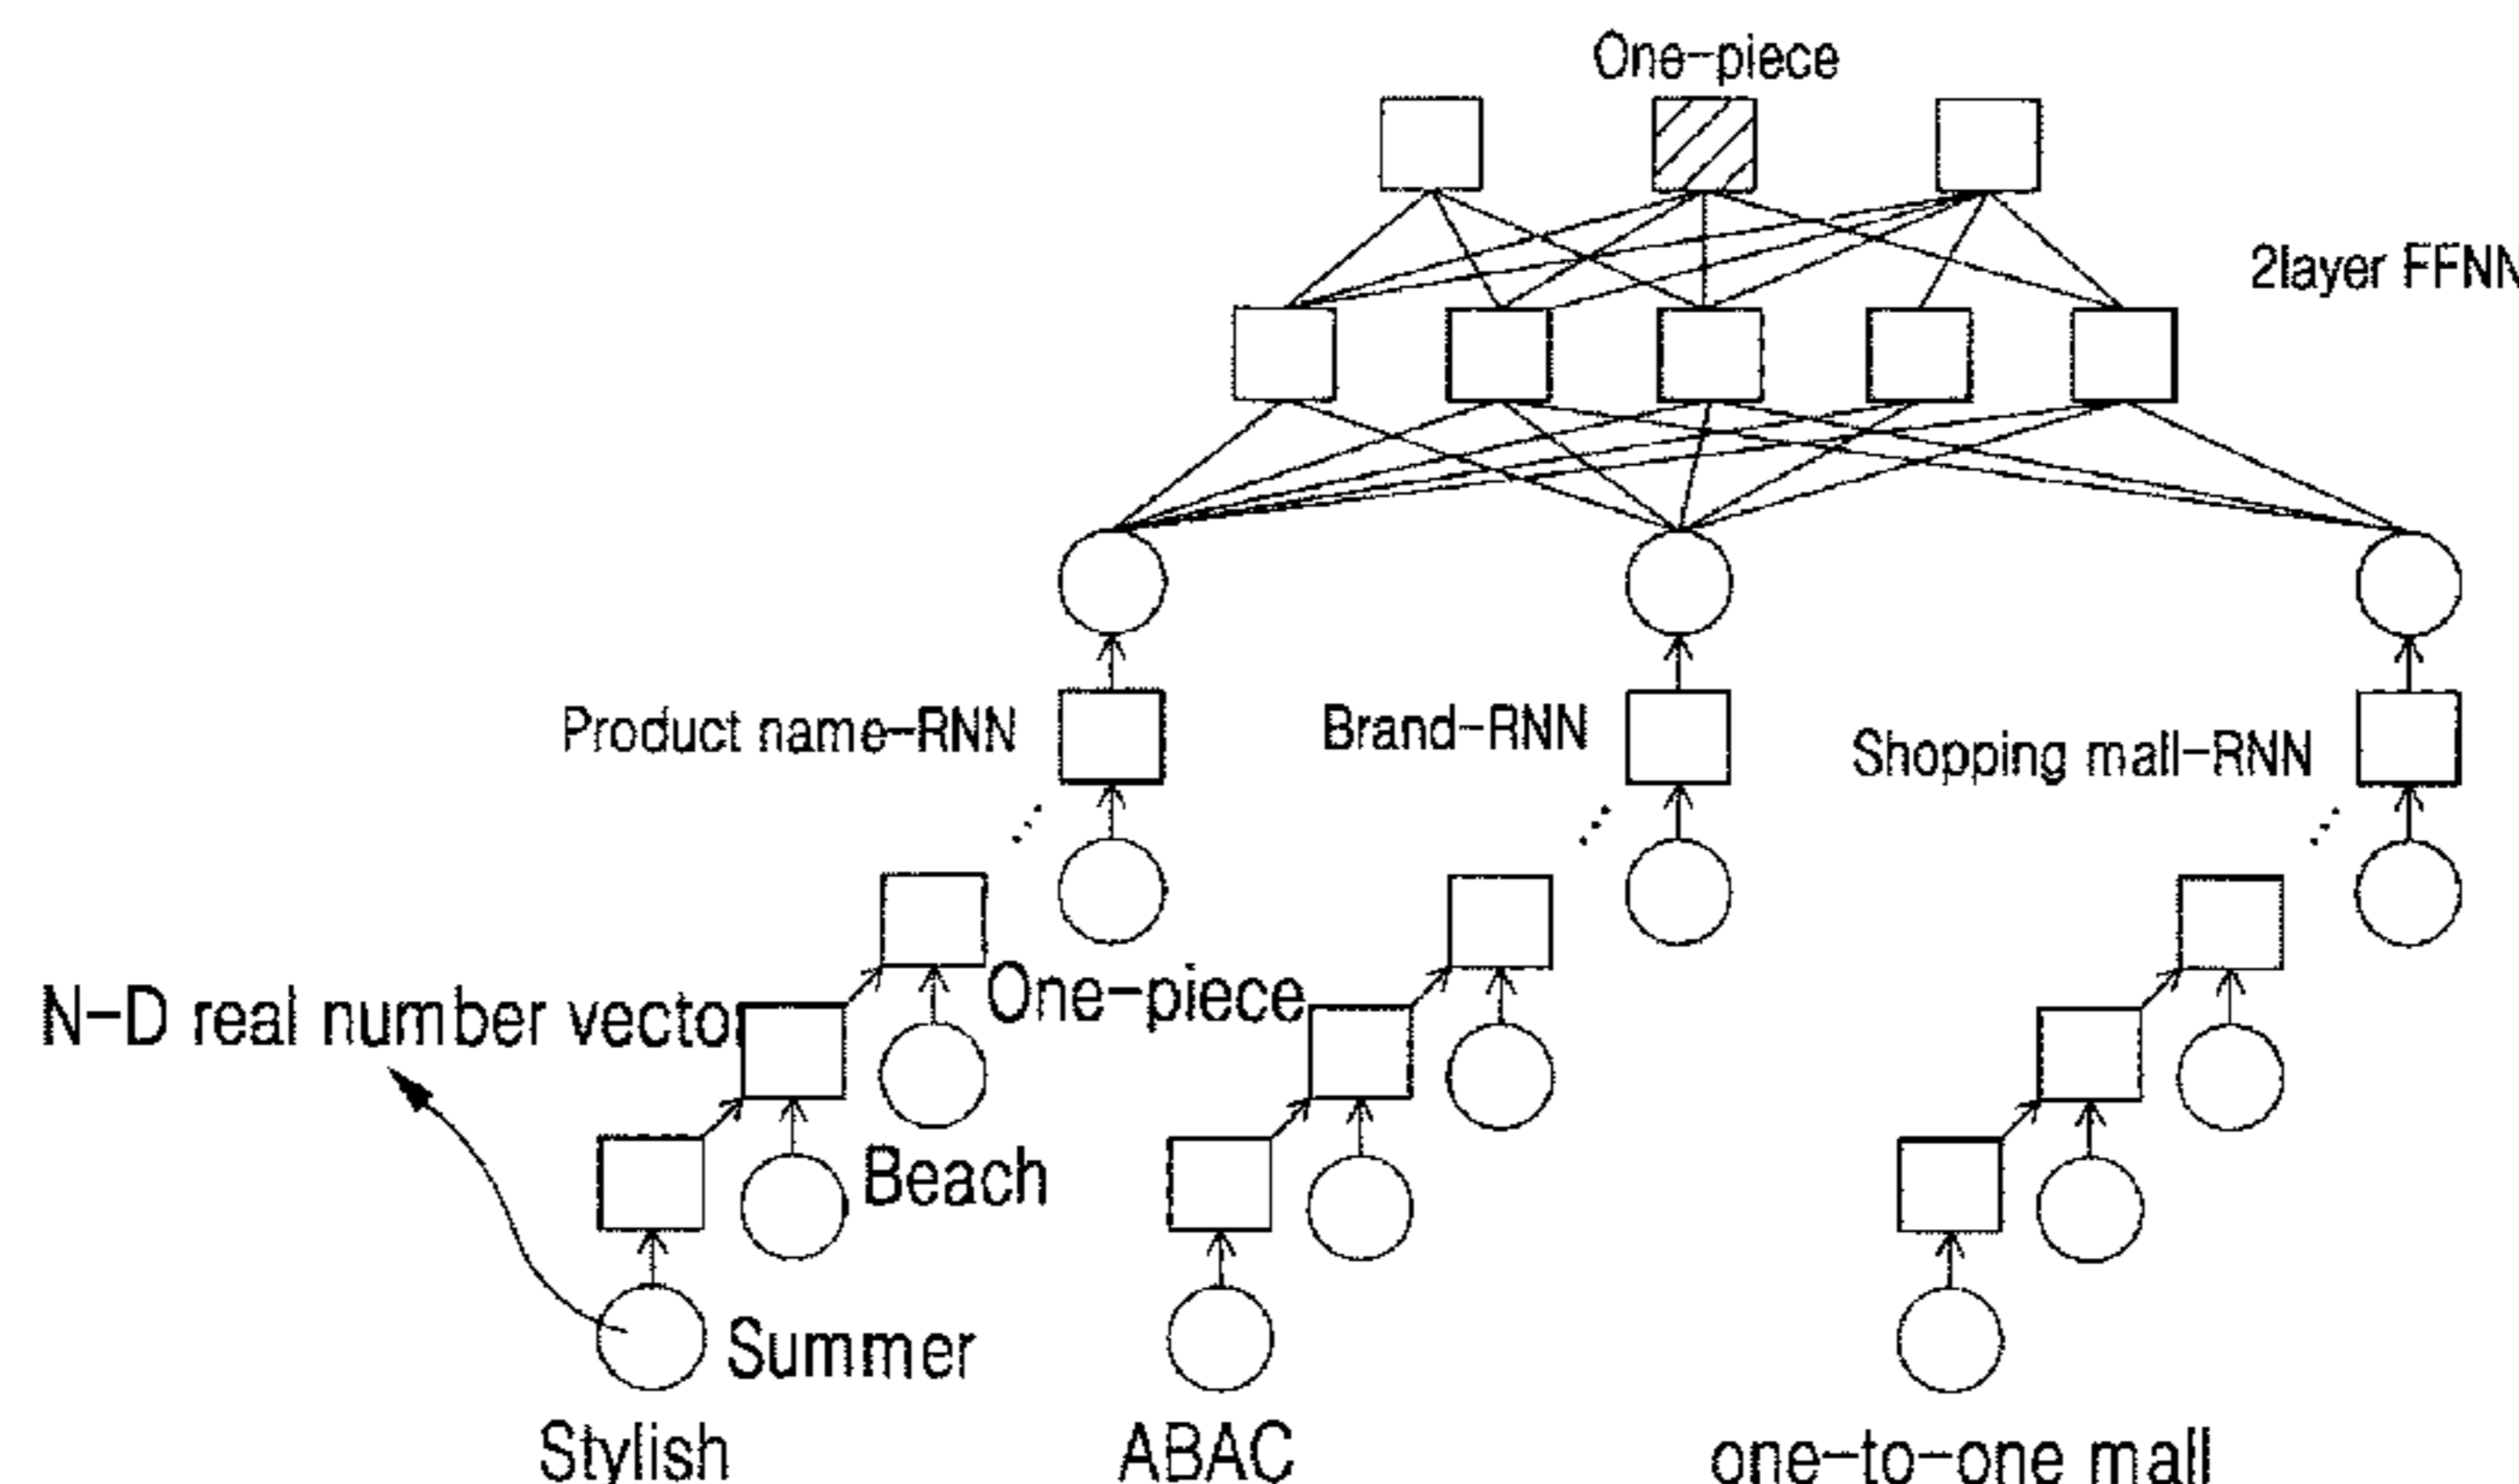 One-piece
2layer FFNN
Product name-RNN
Brand-RNN
Shopping mall-RNN
N-D real number vector
One-piece
Beach
Summer
Stylish
ABAC
one-to-one mall